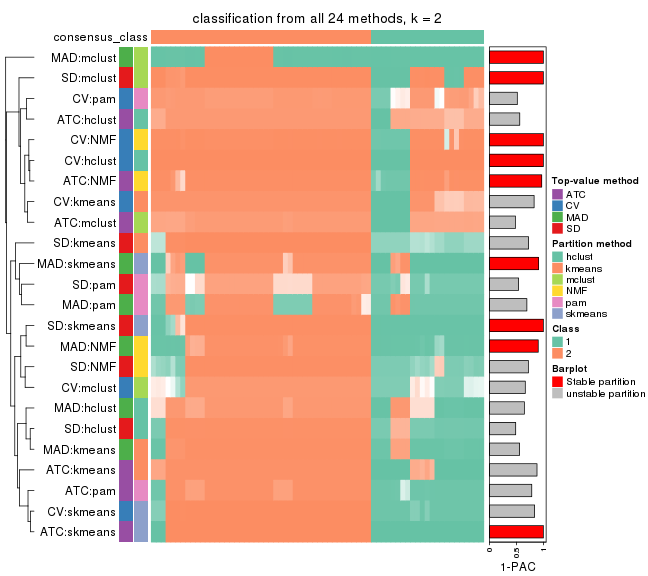 classification from all 24 methods, k = 2
consensus_class
MAD:mclust
SD:mclust
CV:pam
ATC:hclust
CV:NMF
CV:hclust
ATC:NMF
CV:kmeans
ATC:mclust
SD:kmeans
MAD:skmeans
SD:pam
MAD:pam
SD:skmeans
MAD:NMF
SD:NMF
CV:mclust
MAD:hclust
SD:hclust
MAD:kmeans
ATC:kmeans
ATC:pam
CV:skmeans
ATC:skmeans
0
0.5
1
1-PAC
Top-value method
ATC
CV
MAD
SD
Partition method
hclust
kmeans
mclust
NMF
pam
skmeans
Class
1
2
Barplot
Stable partition
unstable partition